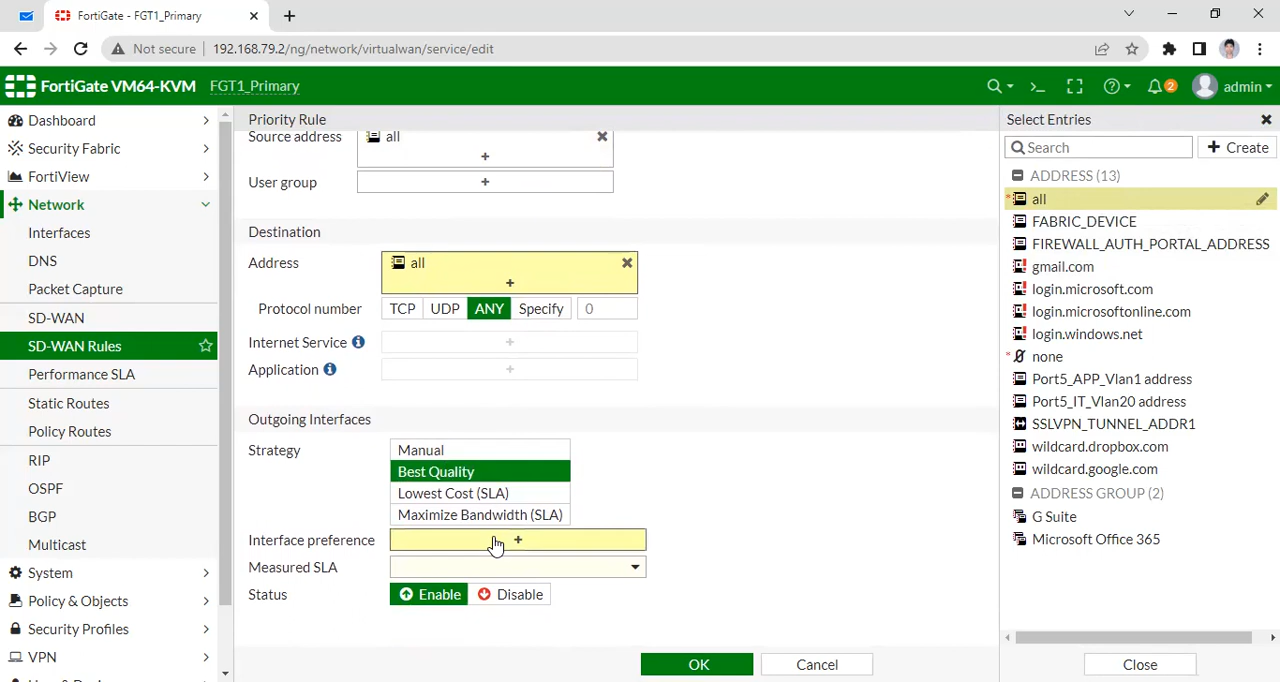 FortiGate - FGT1_Primary
Not secure
192.168.79.2/ng/network/virtualwan/service/edit
FortiGate VM64-KVM
FGT1_Primary
2
admin
Dashboard
Security Fabric
FortiView
Network
Interfaces
DNS
Packet Capture
SD-WAN
SD-WAN Rules
Performance SLA
Static Routes
Policy Routes
RIP
OSPF
BGP
Multicast
System
Policy & Objects
Security Profiles
VPN
Priority Rule
Source address
all
User group
Destination
Address
all
Protocol number
TCP
UDP
ANY
Specify
0
Internet Service
Application
Outgoing Interfaces
Strategy
Manual
Best Quality
Lowest Cost (SLA)
Maximize Bandwidth (SLA)
Interface preference
Measured SLA
Status
Enable
Disable
OK
Cancel
Select Entries
Search
Create
ADDRESS (13)
all
FABRIC_DEVICE
FIREWALL_AUTH_PORTAL_ADDRESS
gmail.com
login.microsoft.com
login.microsoftonline.com
login.windows.net
none
Port5_APP_Vlan1 address
Port5_IT_Vlan20 address
SSLVPN_TUNNEL_ADDR1
wildcard.dropbox.com
wildcard.google.com
ADDRESS GROUP (2)
G Suite
Microsoft Office 365
Close